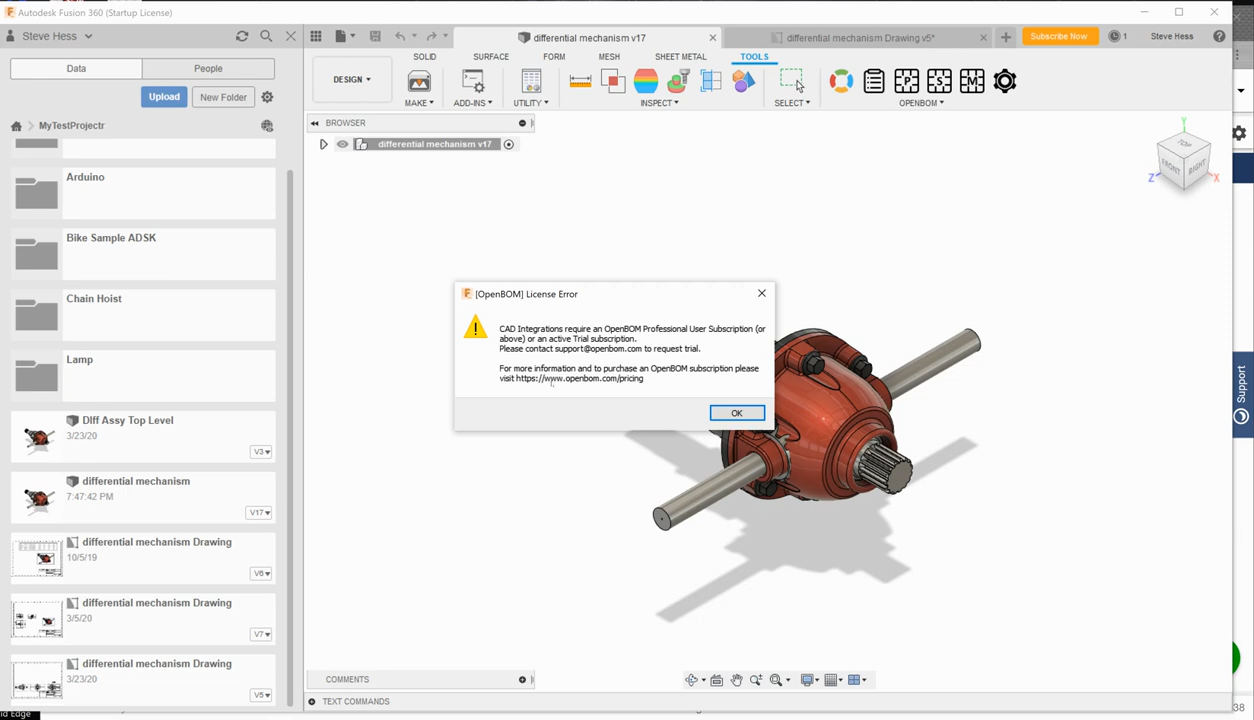 Autodesk Fusion 360 (Startup License)
Steve Hess
differential mechanism v17
differential mechanism Drawing v5*
Subscribe Now
1
Steve Hess
Data
People
SOLID
SURFACE
FORM
MESH
SHEET METAL
TOOLS
Upload
New Folder
DESIGN
MAKE
ADD-INS
UTILITY
INSPECT
SELECT
P
S
M
OPENBOM
MyTestProjectr
BROWSER
differential mechanism v17
TOP
FRONT
RIGHT
Y
Z
X
Arduino
Bike Sample ADSK
Chain Hoist
Lamp
DIff Assy Top Level
3/23/20
V3
differential mechanism
7:47:42 PM
V17
differential mechanism Drawing
10/5/19
V6
differential mechanism Drawing
3/5/20
V7
differential mechanism Drawing
3/23/20
V5
[OpenBOM] License Error
CAD Integrations require an OpenBOM Professional User Subscription (or
above) or an active Trial subscription.
Please contact support@openbom.com to request trial.
For more information and to purchase an OpenBOM subscription please
visit https://www.openbom.com/pricing
OK
Support
COMMENTS
TEXT COMMANDS
id Edge
38